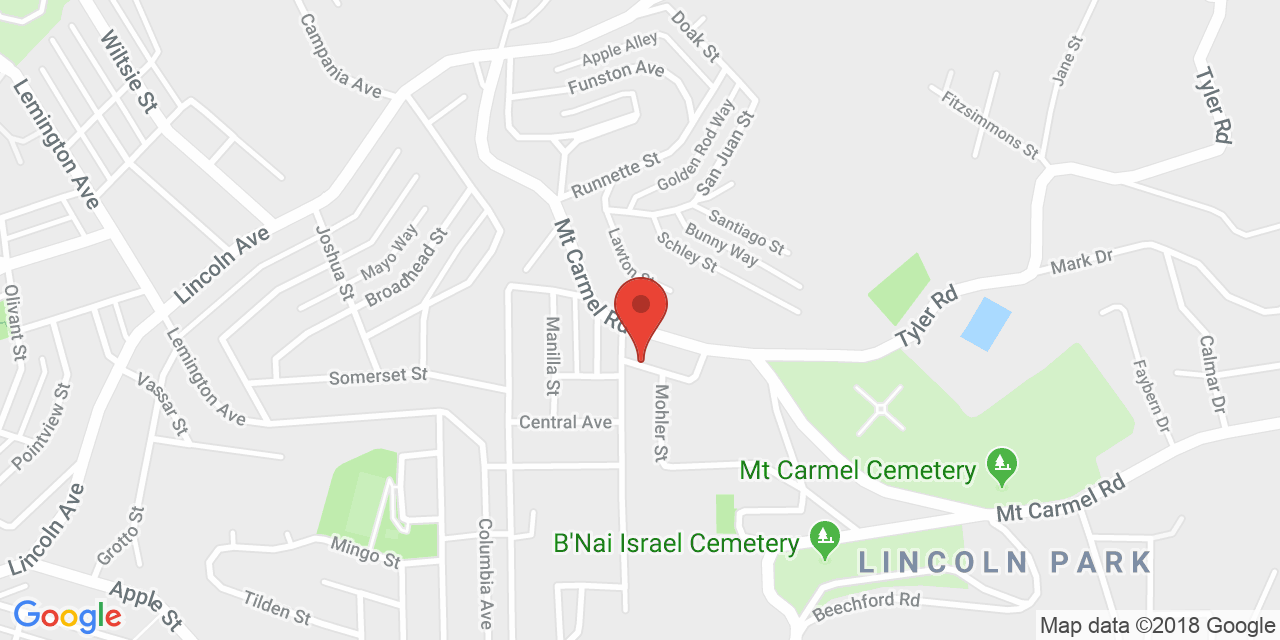 Doak St
Apple Alley
Campania Ave
Wiltsie St
Funston Ave
Jane St
Tyler Rd
Lemington Ave
Fitzsimmons St
Golden Rod Way
San Juan St
Runnette St
Mt Carmel Rd
Santiago St
Bunny Way
Schley St
Lawton St
Lincoln Ave
Joshua St
Mayo Way
Broadhead St
Mark Dr
Olivant St
Tyler Rd
Manilla St
Lemington Ave
Somerset St
Calmar Dr
Faybern Dr
Vassar St
Pointview St
Central Ave
Mohler St
Mt Carmel Cemetery
Mt Carmel Rd
Lincoln Ave
Grotto St
Mingo St
Columbia Ave
B'Nai Israel Cemetery
LINCOLN PARK
Apple St
Tilden St
Beechford Rd
Google
Map data ©2018 Google